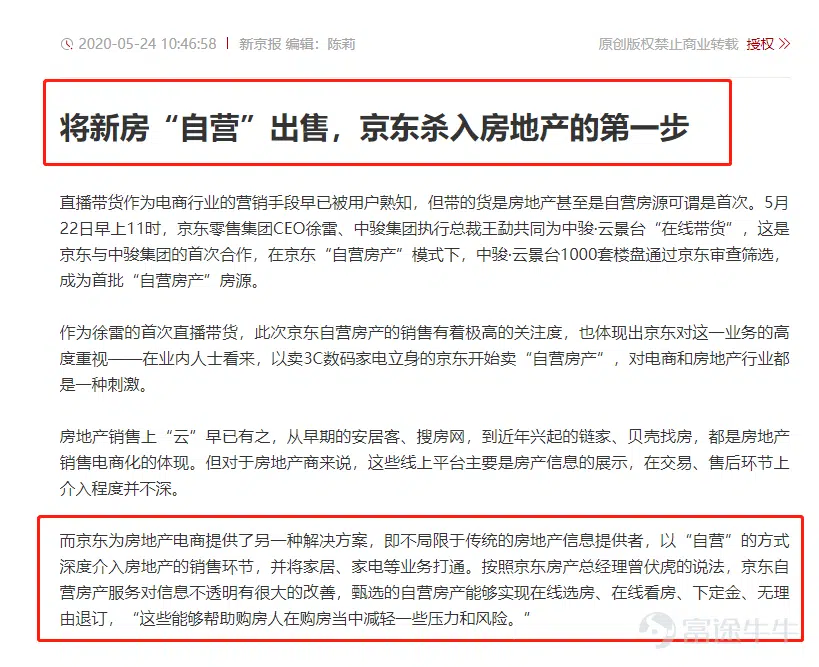 2020-05-24 10:46:58 新京报 编辑：陈莉 原创版权禁止商业转载 授权
将新房“自营”出售，京东杀入房地产的第一步
直播带货作为电商行业的营销手段早已被用户熟知，但带的货是房地产甚至是自营房源可谓是首次。5月
22日早上11时，京东零售集团CEO徐雷、中骏集团执行总裁王勐共同为中骏·云景台“在线带货”，这是
京东与中骏集团的首次合作，在京东“自营房产”模式下，中骏·云景台1000套楼盘通过京东审查筛选，
成为首批“自营房产”房源。
作为徐雷的首次直播带货，此次京东自营房产的销售有着极高的关注度，也体现出京东对这一业务的高
度重视——在业内人士看来，以卖3C数码家电立身的京东开始卖“自营房产”，对电商和房地产行业都
是一种刺激。
房地产销售上“云”早已有之，从早期的安居客、搜房网，到近年兴起的链家、贝壳找房，都是房地产
销售电商化的体现。但对于房地产商来说，这些线上平台主要是房产信息的展示，在交易、售后环节上
介入程度并不深。
而京东为房地产电商提供了另一种解决方案，即不局限于传统的房地产信息提供者，以“自营”的方式
深度介入房地产的销售环节，并将家居、家电等业务打通。按照京东房产总经理曾伏虎的说法，京东自
营房产服务对信息不透明有很大的改善，甄选的自营房产能够实现在线选房、在线看房、下定金、无理
由退订，“这些能够帮助购房人在购房当中减轻一些压力和风险。”
富途牛牛